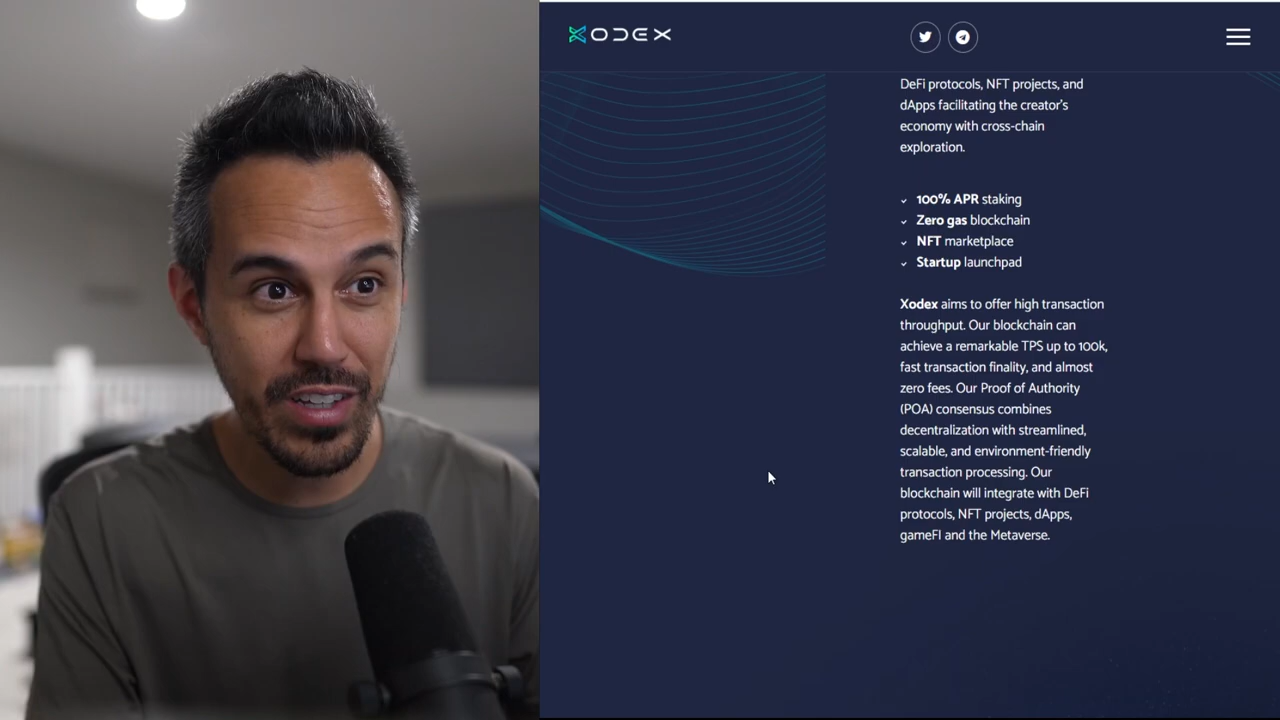 XODEX
DeFi protocols, NFT projects, and
dApps facilitating the creator's
economy with cross-chain
exploration.
100% APR staking
Zero gas blockchain
NFT marketplace
Startup launchpad
Xodex aims to offer high transaction
throughput. Our blockchain can
achieve a remarkable TPS up to 100k,
fast transaction finality, and almost
zero fees. Our Proof of Authority
(POA) consensus combines
decentralization with streamlined,
scalable, and environment-friendly
transaction processing. Our
blockchain will integrate with DeFi
protocols, NFT projects, dApps,
gameFI and the Metaverse.